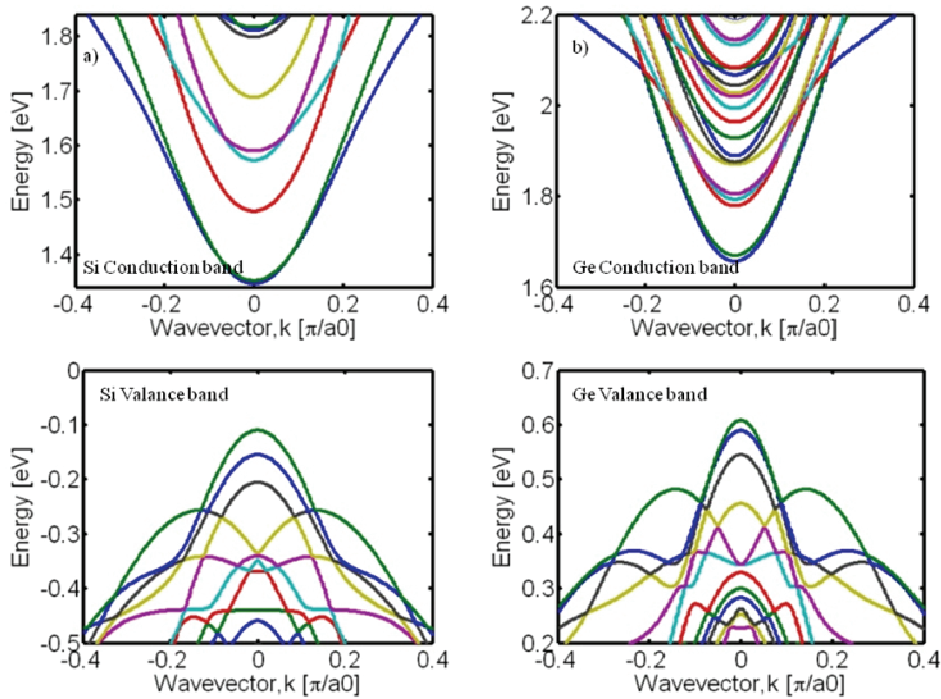 a)
Energy [eV]
1.8
1.7
1.6
1.5
1.4
Si Conduction band
-0.4 -0.2 0 0.2 0.4
Wavevector,k [π/a0]
b)
Energy [eV]
2.2
2
1.8
1.6
Ge Conduction band
-0.4 -0.2 0 0.2 0.4
Wavevector,k [π/a0]
Si Valance band
Energy [eV]
0
-0.1
-0.2
-0.3
-0.4
-0.5
-0.4 -0.2 0 0.2 0.4
Wavevector,k [π/a0]
Ge Valance band
Energy [eV]
0.7
0.6
0.5
0.4
0.3
0.2
-0.4 -0.2 0 0.2 0.4
Wavevector,k [π/a0]